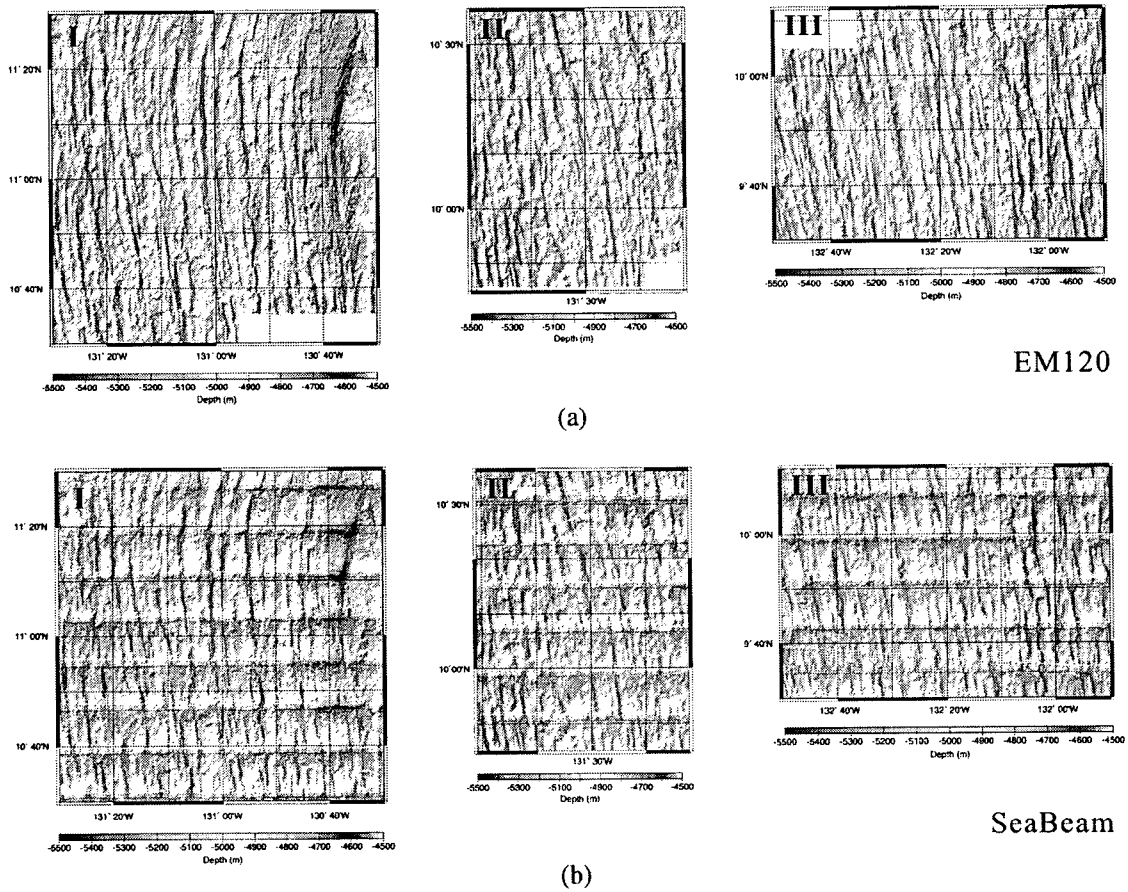 I
II
III
11˚ 20'N
11˚ 00'N
10˚ 40'N
131˚ 20'W 131˚ 00'W 130˚ 40'W
-5500 -5400 -5300 -5200 -5100 -5000 -4900 -4800 -4700 -4600 -4500
Depth (m)
10˚ 30'N
10˚ 00'N
131˚ 30'W
-5500 -5300 -5100 -4900 -4700 -4500
Depth (m)
10˚ 00'N
9˚ 40'N
132˚ 40'W 132˚ 20'W 132˚ 00'W
-5500 -5400 -5300 -5200 -5100 -5000 -4900 -4800 -4700 -4600 -4500
Depth (m)
EM120
(a)
I
II
III
11˚ 20'N
11˚ 00'N
10˚ 40'N
131˚ 20'W 131˚ 00'W 130˚ 40'W
-5500 -5400 -5300 -5200 -5100 -5000 -4900 -4800 -4700 -4600 -4500
Depth (m)
10˚ 30'N
10˚ 00'N
131˚ 30'W
-5500 -5300 -5100 -4900 -4700 -4500
Depth (m)
10˚ 00'N
9˚ 40'N
132˚ 40'W 132˚ 20'W 132˚ 00'W
-5500 -5400 -5300 -5200 -5100 -5000 -4900 -4800 -4700 -4600 -4500
Depth (m)
SeaBeam
(b)